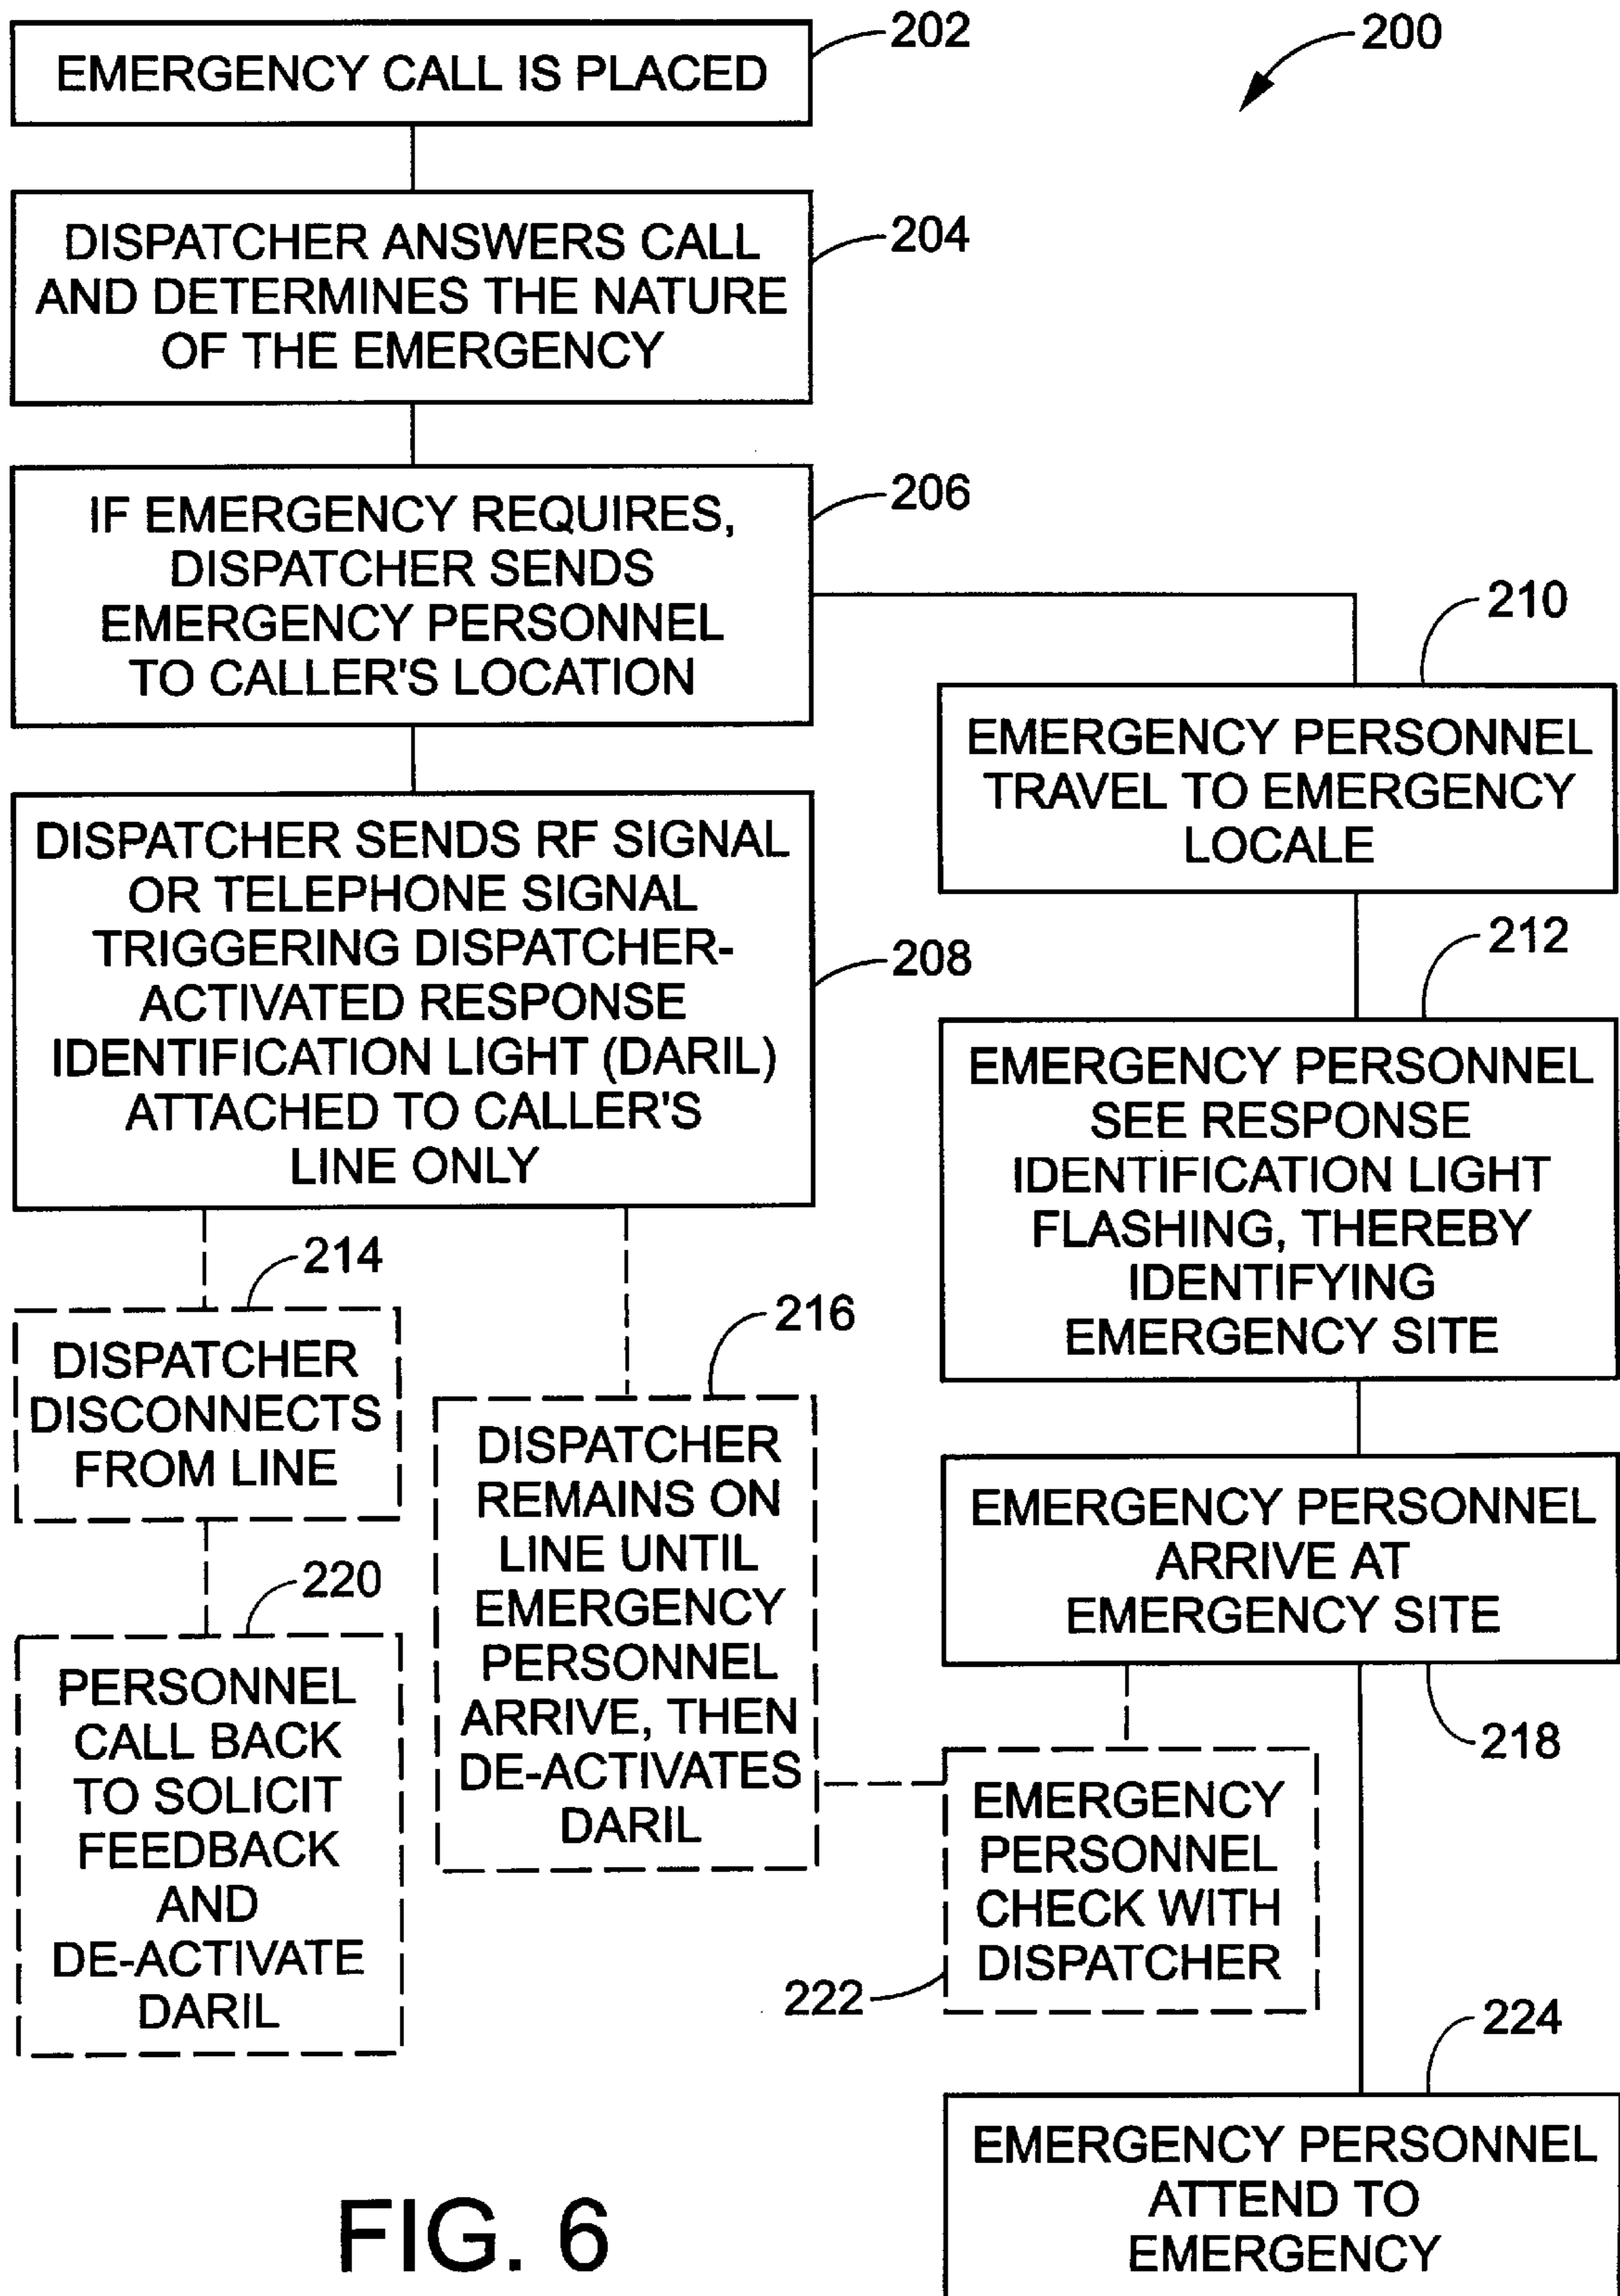 202
200
EMERGENCY CALL IS PLACED
204
DISPATCHER ANSWERS CALL
AND DETERMINES THE NATURE
OF THE EMERGENCY
206
IF EMERGENCY REQUIRES,
DISPATCHER SENDS
EMERGENCY PERSONNEL
TO CALLER'S LOCATION
208
DISPATCHER SENDS RF SIGNAL
OR TELEPHONE SIGNAL
TRIGGERING DISPATCHER-
ACTIVATED RESPONSE
IDENTIFICATION LIGHT (DARIL)
ATTACHED TO CALLER'S
LINE ONLY
210
EMERGENCY PERSONNEL
TRAVEL TO EMERGENCY
LOCALE
212
EMERGENCY PERSONNEL
SEE RESPONSE
IDENTIFICATION LIGHT
FLASHING, THEREBY
IDENTIFYING
EMERGENCY SITE
214
DISPATCHER
DISCONNECTS
FROM LINE
216
DISPATCHER
REMAINS ON
LINE UNTIL
EMERGENCY
PERSONNEL
ARRIVE, THEN
DE-ACTIVATES
DARIL
EMERGENCY PERSONNEL
ARRIVE AT
EMERGENCY SITE
218
220
PERSONNEL
CALL BACK
TO SOLICIT
FEEDBACK
AND
DE-ACTIVATE
DARIL
EMERGENCY
PERSONNEL
CHECK WITH
DISPATCHER
222
224
EMERGENCY PERSONNEL
ATTEND TO
EMERGENCY
FIG. 6